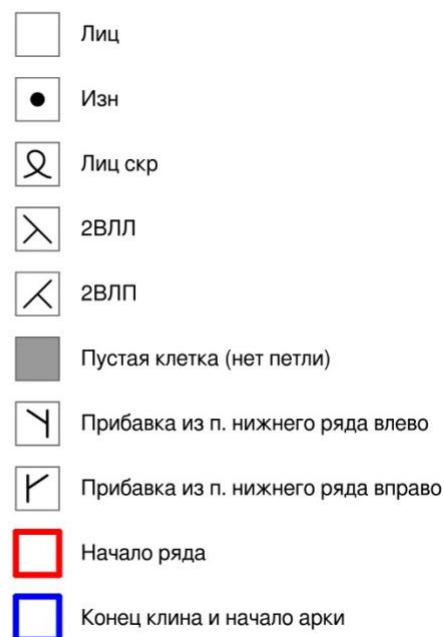 Лиц
Изн
Лиц скр
2ВЛЛ
2ВЛП
Пустая клетка (нет петли)
Прибавка из п. нижнего ряда влево
Прибавка из п. нижнего ряда вправо
Начало ряда
Конец клина и начало арки